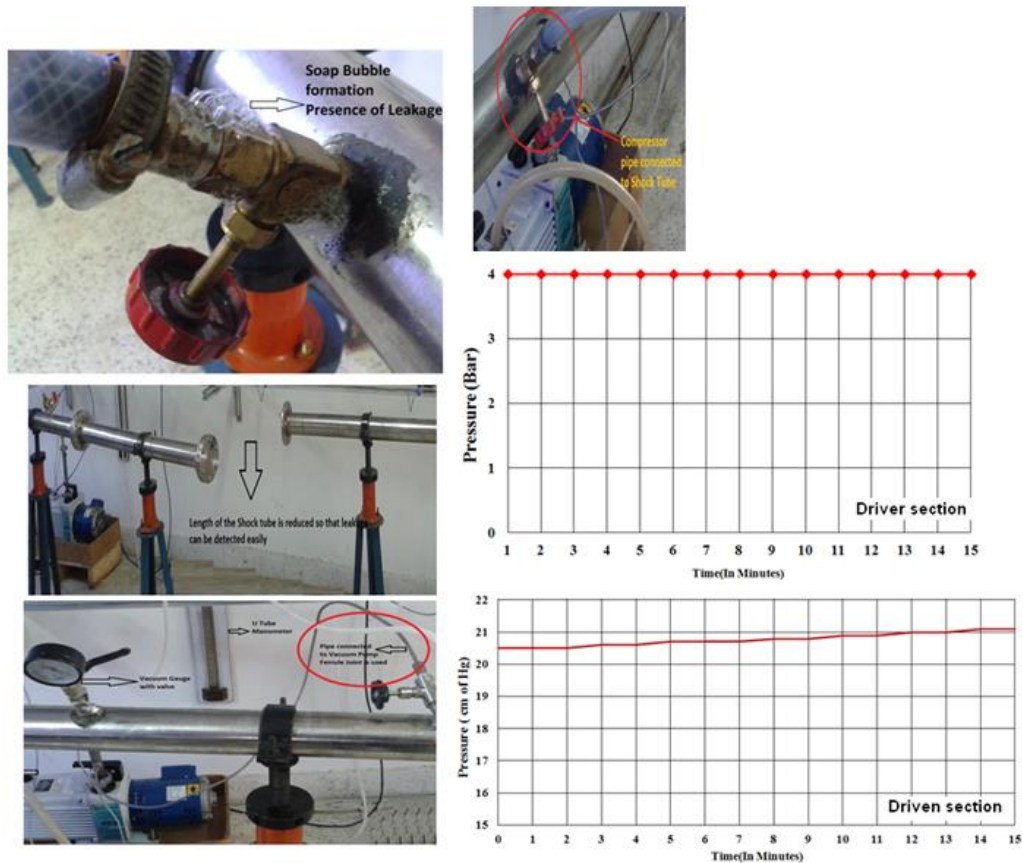 Soap Bubble
formation
Presence of Leakage
Compressor
pipe connected
to Shock Tube
Length of the Shock tube is reduced so that
can be detected easily
U Tube
Manometer
Pipe connected
to Vacuum Pump
Ferrule Joint is used
Vacuum Gauge
with valve
Pressure (Bar)
4
3
2
1
0
Driver section
1 2 3 4 5 6 7 8 9 10 11 12 13 14 15
Time(In Minutes)
Pressure ( cm of Hg)
22
21
20
19
18
17
16
15
Driven section
0 1 2 3 4 5 6 7 8 9 10 11 12 13 14 15
Time(In Minutes)